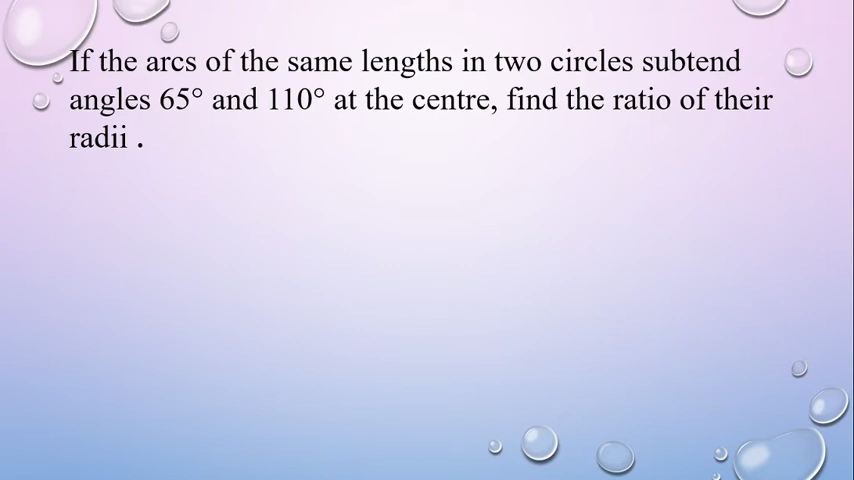 If the arcs of the same lengths in two circles subtend
angles 65° and 110° at the centre, find the ratio of their
radii .